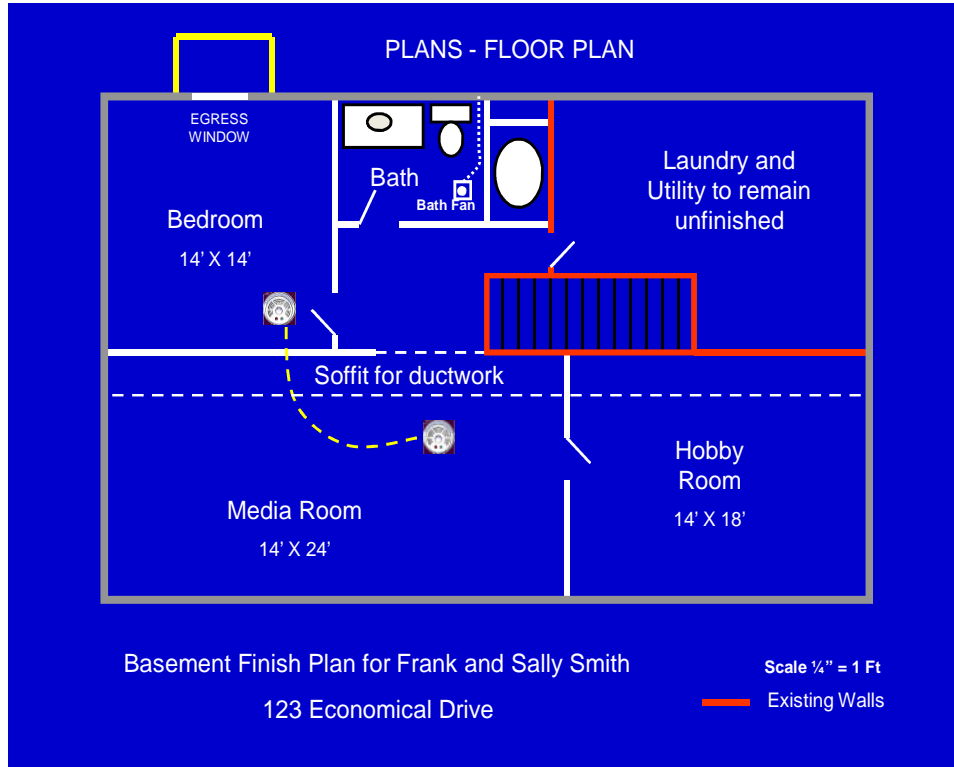 PLANS - FLOOR PLAN
EGRESS
WINDOW
Bedroom
14’ X 14’
Bath
Bath Fan
Laundry and
Utility to remain
unfinished
Soffit for ductwork
Media Room
14’ X 24’
Hobby
Room
14’ X 18’
Basement Finish Plan for Frank and Sally Smith
123 Economical Drive
Scale ¼” = 1 Ft
Existing Walls